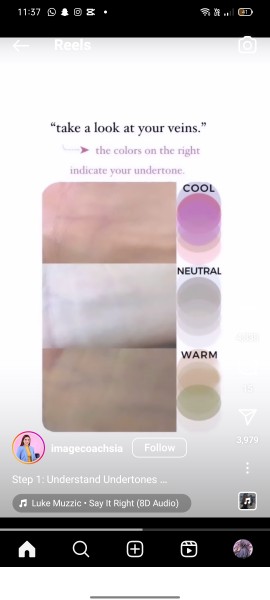 11:37
Reels
“take a look at your veins.”
the colors on the right
indicate your undertone.
COOL
NEUTRAL
WARM
imagecoachsia
Follow
3,979
Step 1: Understand Undertones ...
Luke Muzzic • Say It Right (8D Audio)